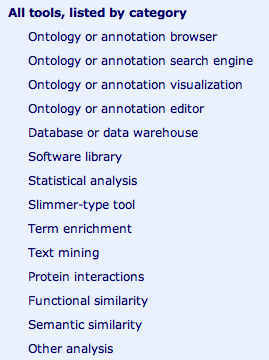 All tools, listed by category
Ontology or annotation browser
Ontology or annotation search engine
Ontology or annotation visualization
Ontology or annotation editor
Database or data warehouse
Software library
Statistical analysis
Slimmer-type tool
Term enrichment
Text mining
Protein interactions
Functional similarity
Semantic similarity
Other analysis